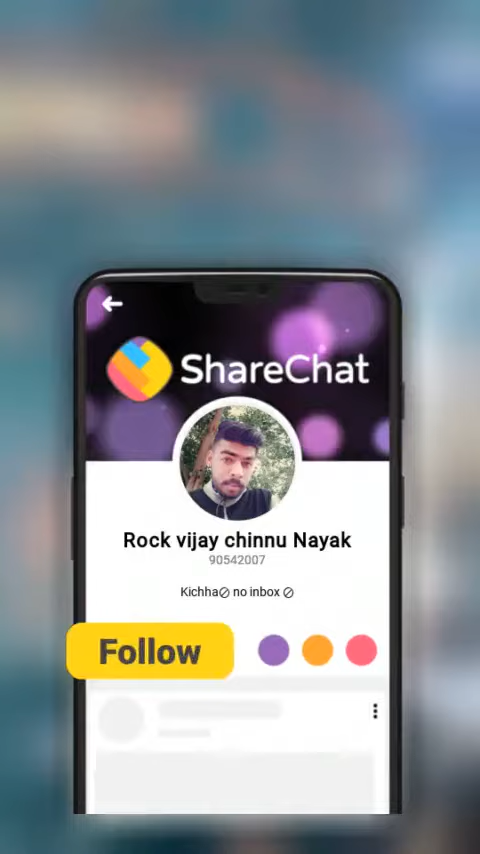 ShareChat
Rock vijay chinnu Nayak
90542007
Kichha⊘ no inbox ⊘
Follow